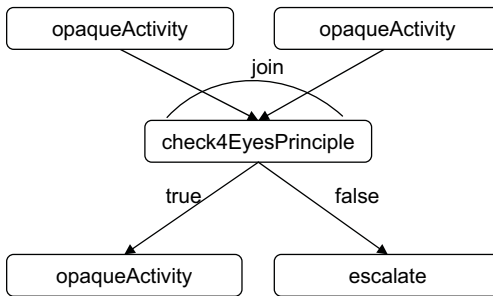 opaqueActivity
opaqueActivity
join
check4EyesPrinciple
true
false
opaqueActivity
escalate